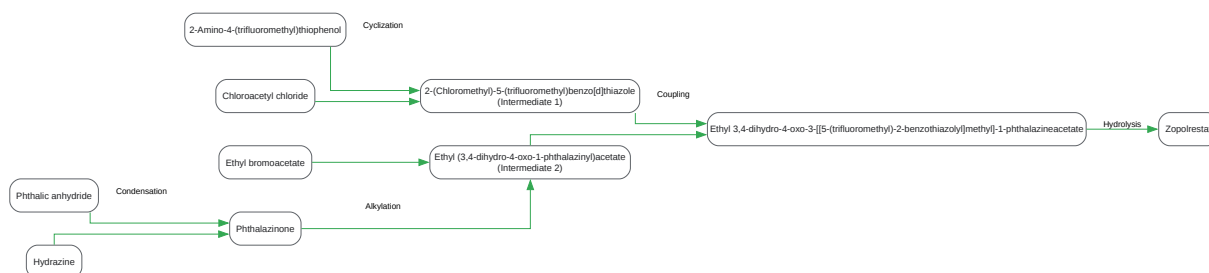 2-Amino-4-(trifluromethyl)thiophenol
Cyclization
Chloroacetyl chloride
2-(Chloromethyl)-5-(trifluoromethyl)benzo[d]thiazole
(Intermediate 1)
Coupling
Ethyl 3,4-dihydro-4-oxo-3-[[5-(trifluoromethyl)-2-benzothiazolyl]methyl]-1-phthalazineacetate
Hydrolysis
Zopolresta
Ethyl bromoacetate
Ethyl (3,4-dihydro-4-oxo-1-phthalazinyl)acetate
(Intermediate 2)
Phthalic anhydride
Condensation
Alkylation
Phthalazinone
Hydrazine